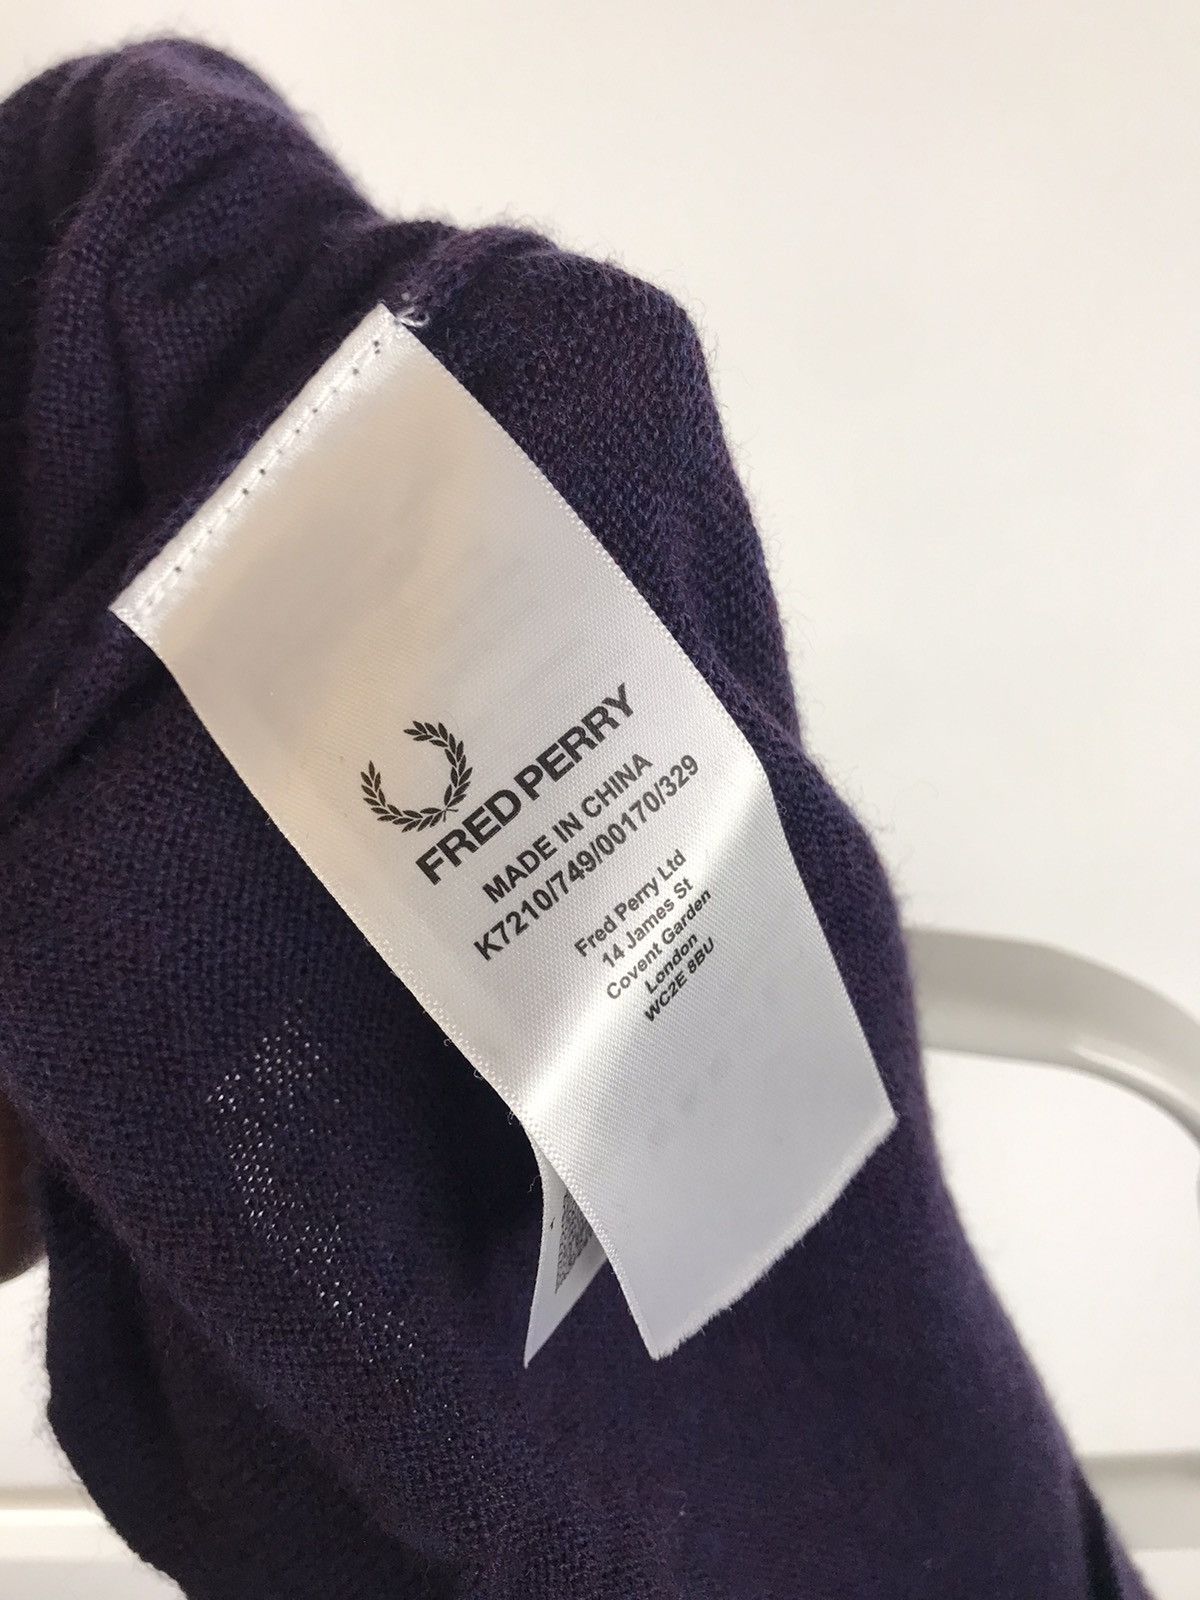 FRED PERRY
MADE IN CHINA
K7210/749/00170/329
Fred Perry Ltd
14 James St
Covent Garden
London
WC2E 8BU